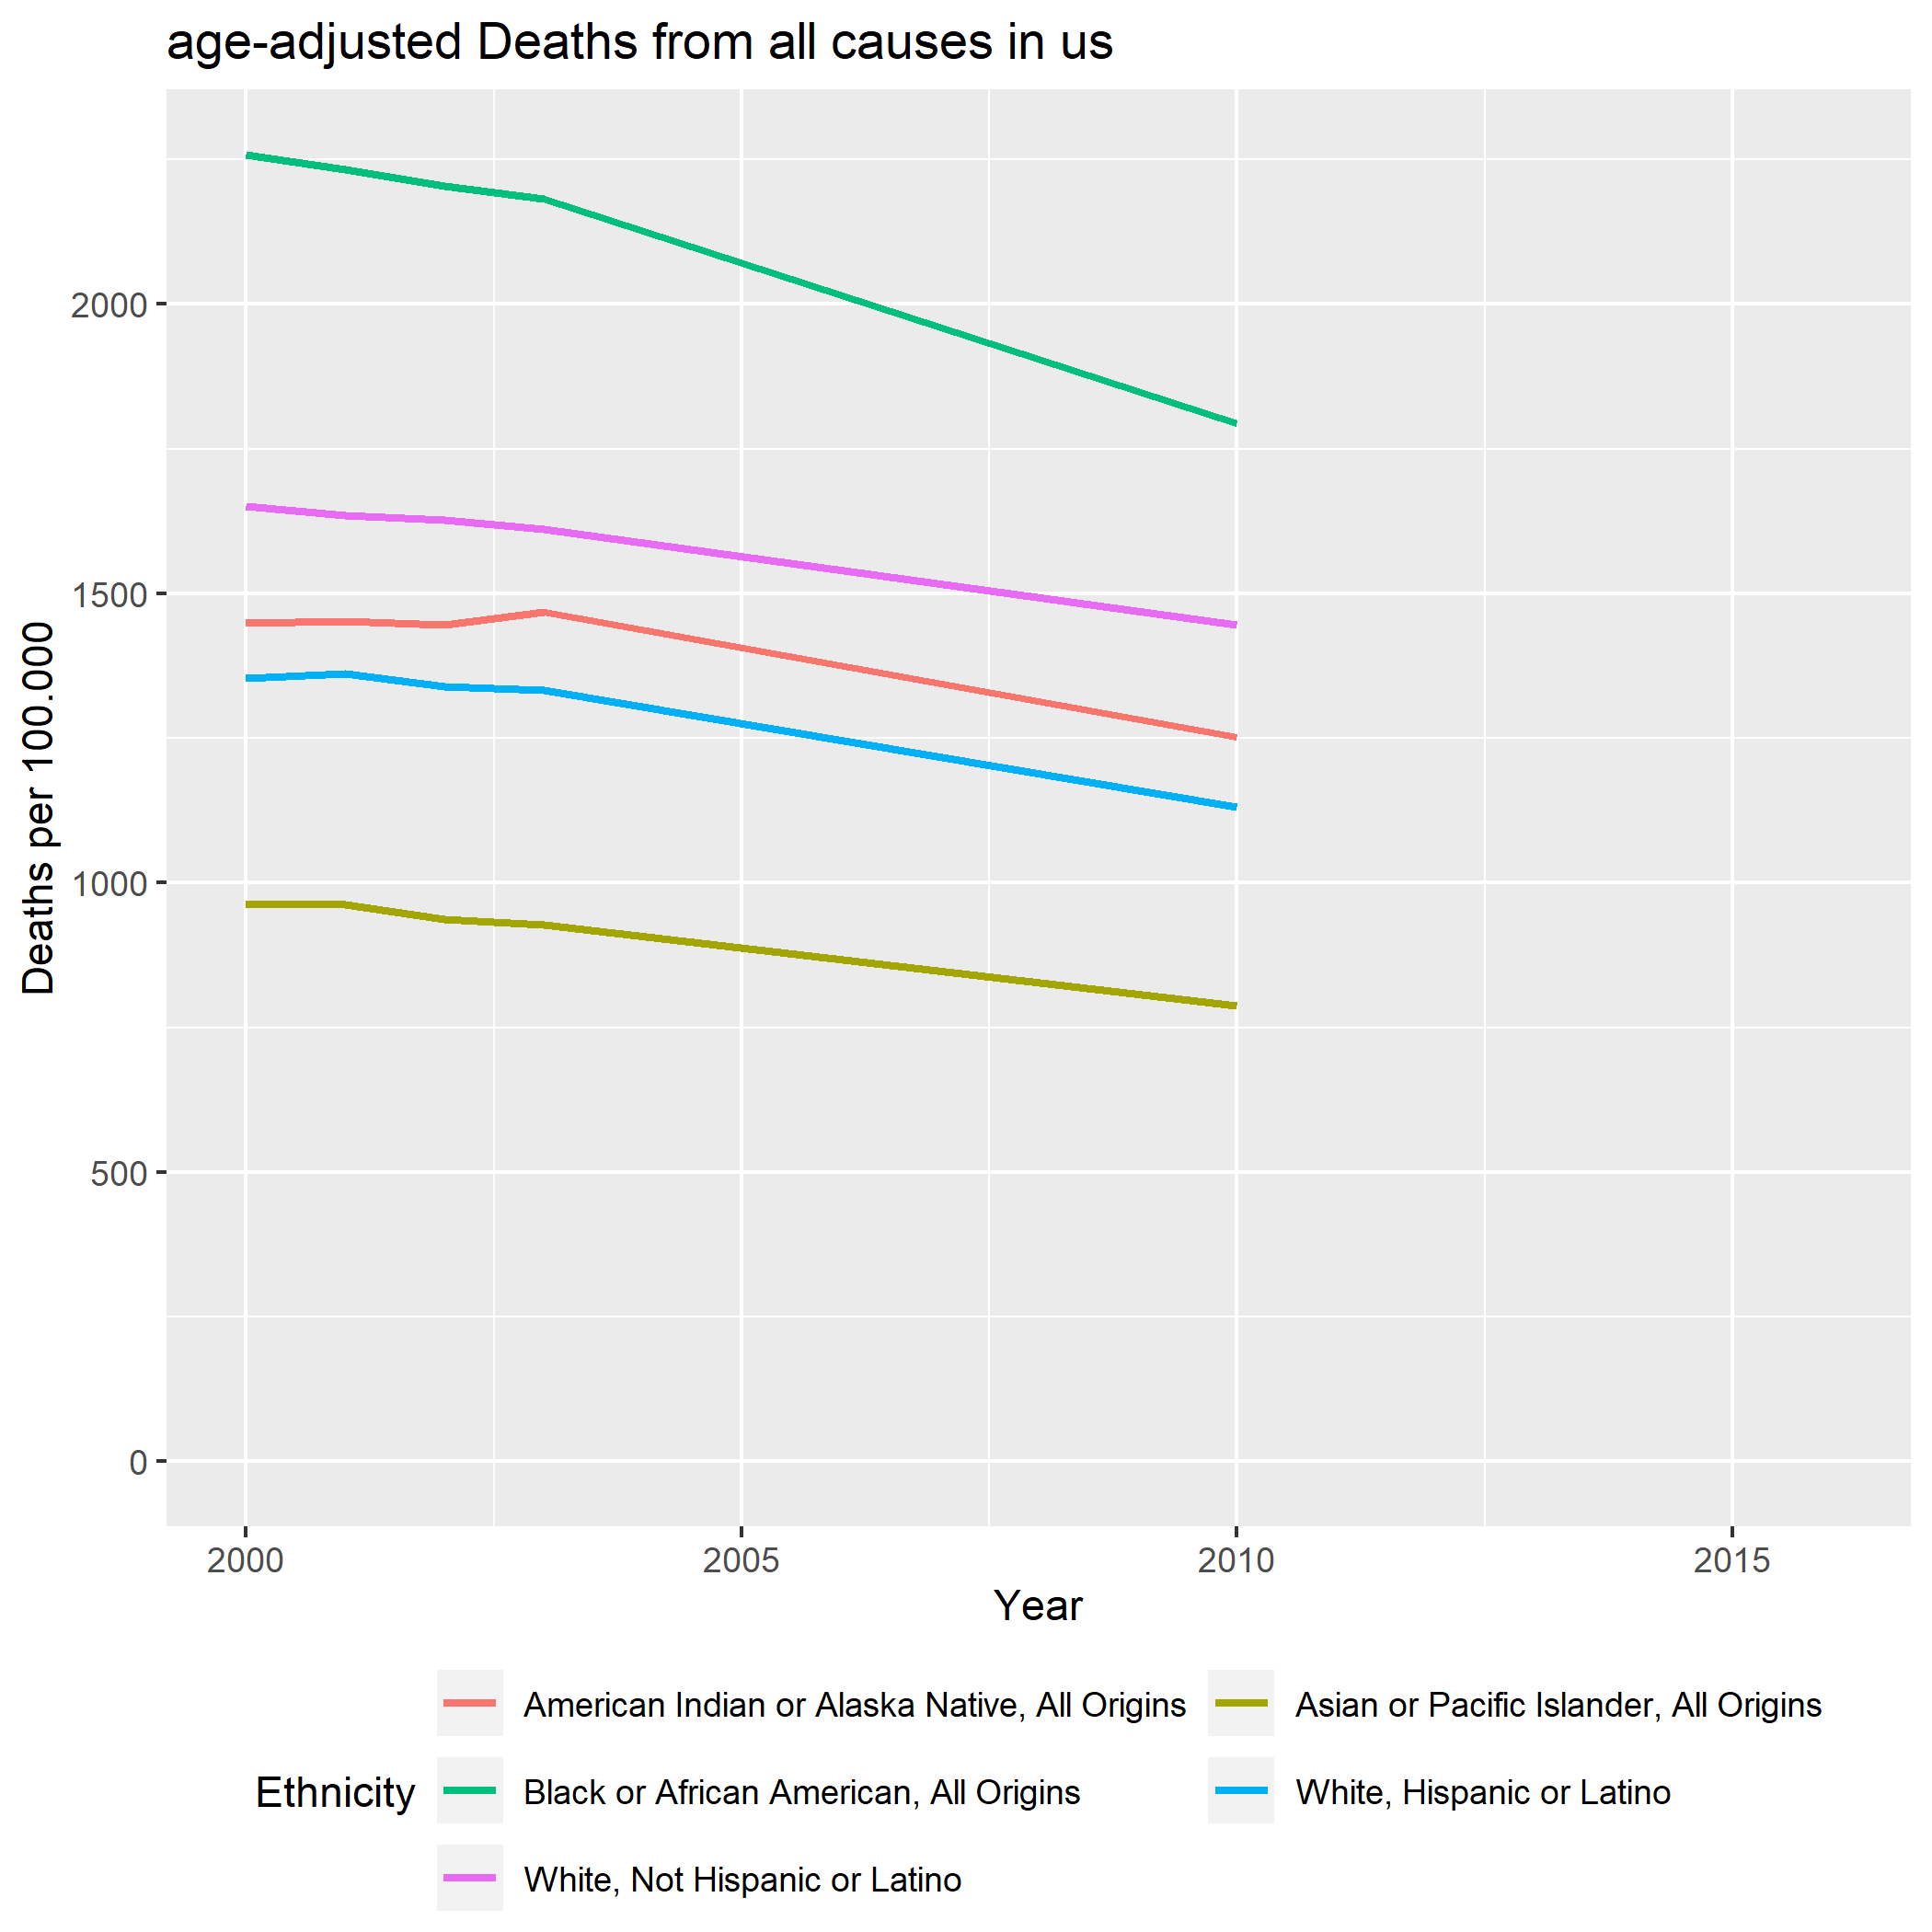 age-adjusted Deaths from all causes in us
Deaths per 100.000
2000
1500
1000
500
0
2000 2005 2010 2015
Year
Ethnicity
American Indian or Alaska Native, All Origins
Asian or Pacific Islander, All Origins
Black or African American, All Origins
White, Hispanic or Latino
White, Not Hispanic or Latino